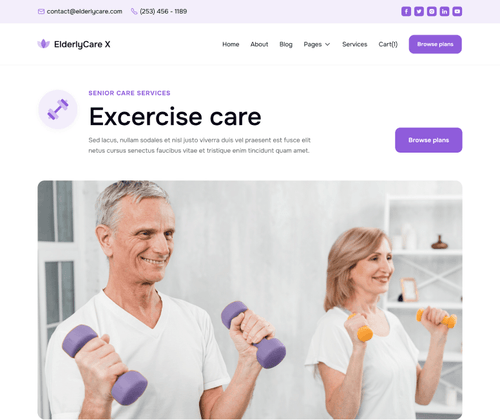 contact@elderlycare.com (253) 456 - 1189
ElderlyCare X Home About Blog Pages Services Cart(1) Browse plans
SENIOR CARE SERVICES
Excercise care
Sed lacus, nullam sodales et nisl justo viverra duis vel praesent est fusce elit
netus cursus senectus faucibus vitae et tristique enim tincidunt quam amet.
Browse plans